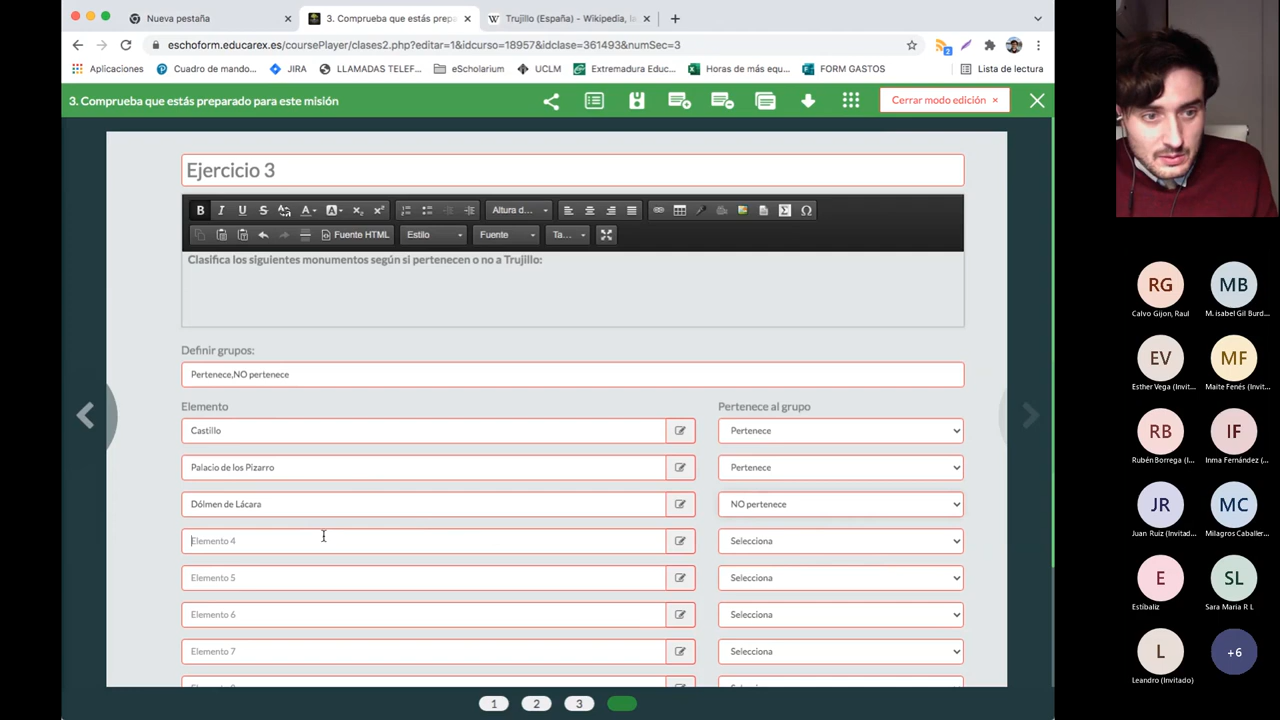 Nueva pestaña
3. Comprueba que estás prepa
Trujillo (España) - Wikipedia, la
eschoform.educarex.es/coursePlayer/clases2.php?editar=1&idcurso=18957&idclase=361493&numSec=3
2
Aplicaciones
Cuadro de mando...
JIRA
LLAMADAS TELEF...
eScholarium
UCLM
Extremadura Educ...
Horas de más equ...
FORM GASTOS
Lista de lectura
3. Comprueba que estás preparado para este misión
Cerrar modo edición ×
Ejercicio 3
B I U S
Altura d...
Fuente HTML
Estilo
Fuente
Ta...
Clasifica los siguientes monumentos según si pertenecen o no a Trujillo:
Definir grupos:
Pertenece,NO pertenece
Elemento
Pertenece al grupo
Castillo
Pertenece
Palacio de los Pizarro
Pertenece
Dólmen de Lácara
NO pertenece
Elemento 4
Selecciona
Elemento 5
Selecciona
Elemento 6
Selecciona
Elemento 7
Selecciona
1 2 3
RG
Calvo Gijon, Raul
MB
M. isabel Gil Burd...
EV
Esther Vega (Invit...
MF
Maite Fenés (Invit...
RB
Rubén Borrega (I...
IF
Inma Fernández (...
JR
Juan Ruiz (Invitad...
MC
Milagros Caballer...
E
Estíbaliz
SL
Sara Maria R L
L
Leandro (Invitado)
+6